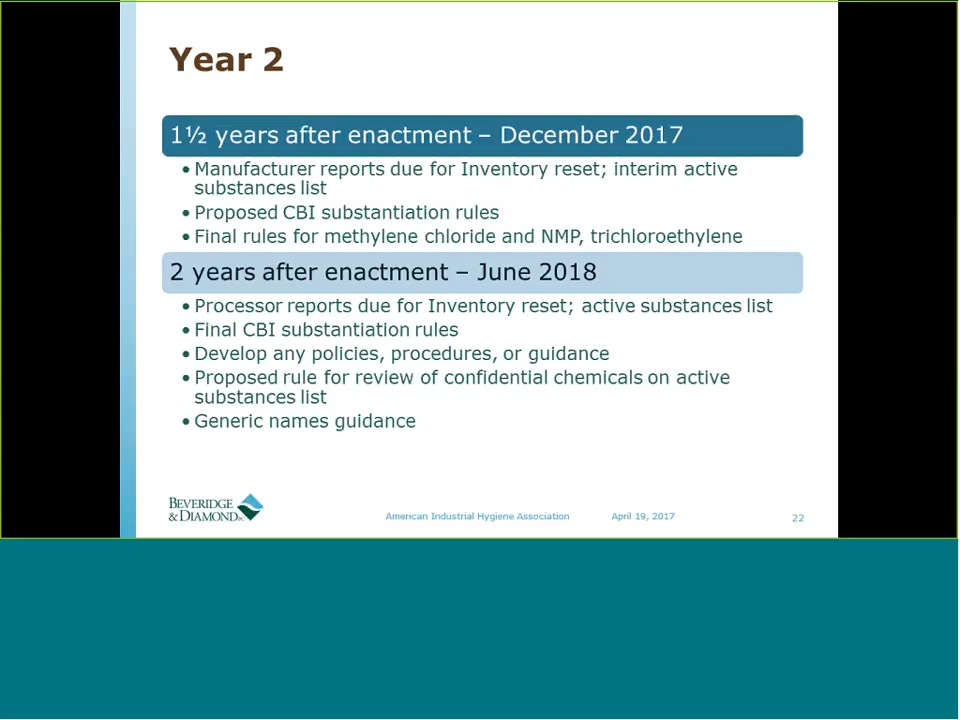 Year 2
1½ years after enactment – December 2017
• Manufacturer reports due for Inventory reset; interim active
substances list
• Proposed CBI substantiation rules
• Final rules for methylene chloride and NMP, trichloroethylene
2 years after enactment – June 2018
• Processor reports due for Inventory reset; active substances list
• Final CBI substantiation rules
• Develop any policies, procedures, or guidance
• Proposed rule for review of confidential chemicals on active
substances list
• Generic names guidance
BEVERIDGE
& DIAMOND PC
American Industrial Hygiene Association April 19, 2017 22